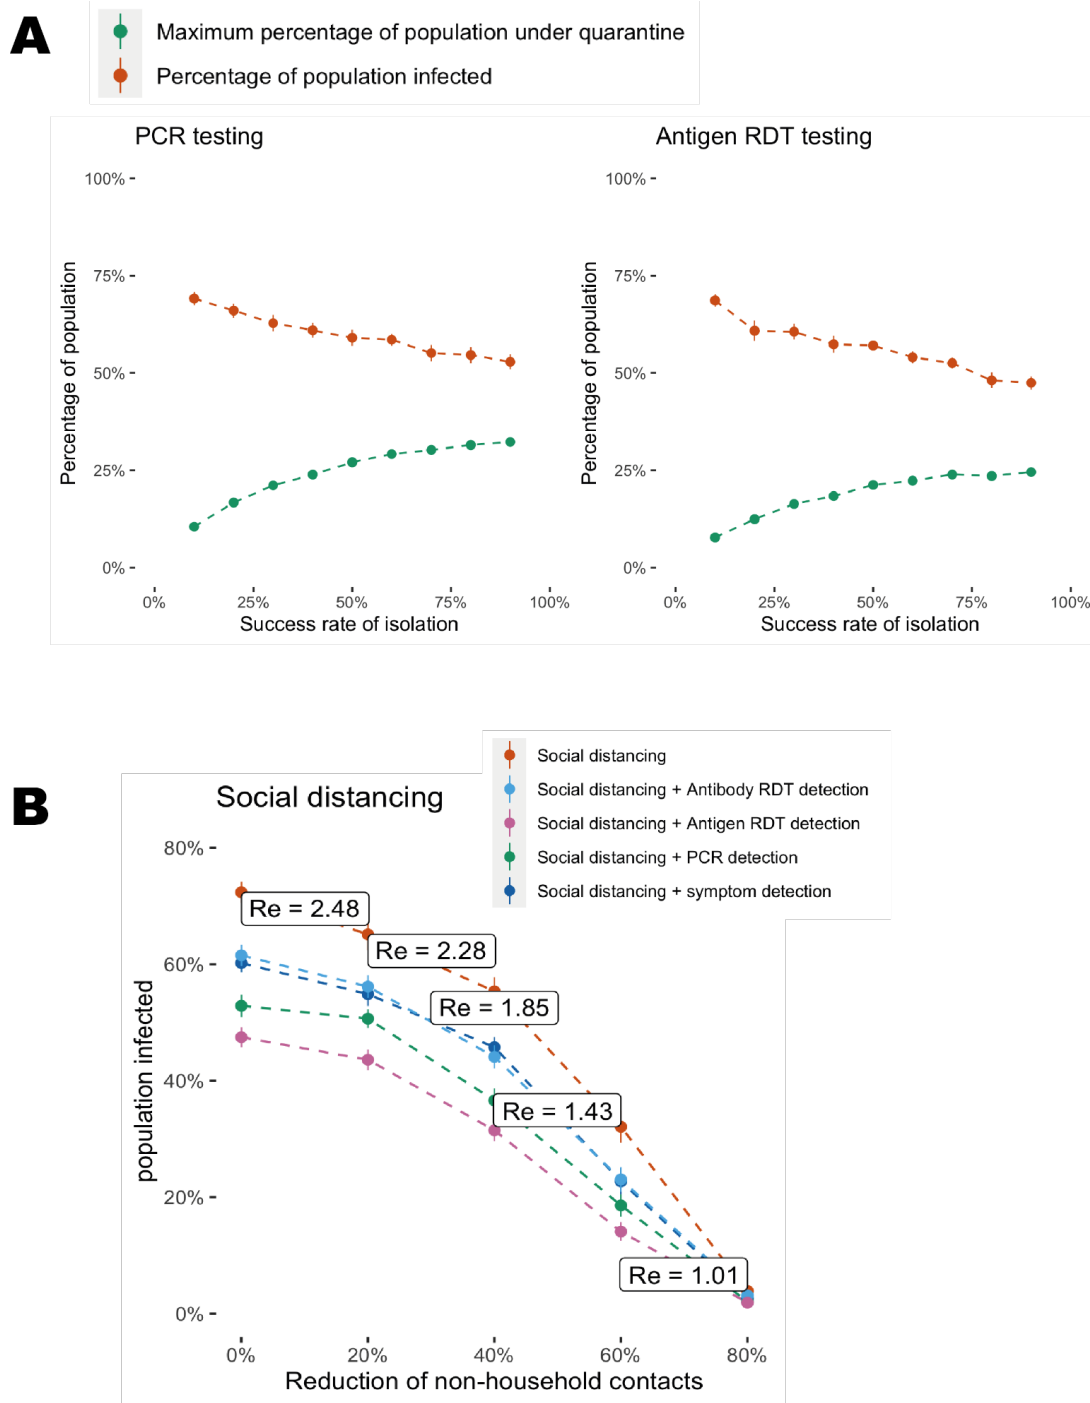 A
Maximum percentage of population under quarantine
Percentage of population infected
PCR testing
Antigen RDT testing
100%
75%
50%
25%
0%
Percentage of population
0% 25% 50% 75% 100%
Success rate of isolation
100%
75%
50%
25%
0%
Percentage of population
0% 25% 50% 75% 100%
Success rate of isolation
B
Social distancing
Social distancing
Social distancing + Antibody RDT detection
Social distancing + Antigen RDT detection
Social distancing + PCR detection
Social distancing + symptom detection
80%
60%
40%
20%
0%
population infected
Re = 2.48
Re = 2.28
Re = 1.85
Re = 1.43
Re = 1.01
0% 20% 40% 60% 80%
Reduction of non-household contacts